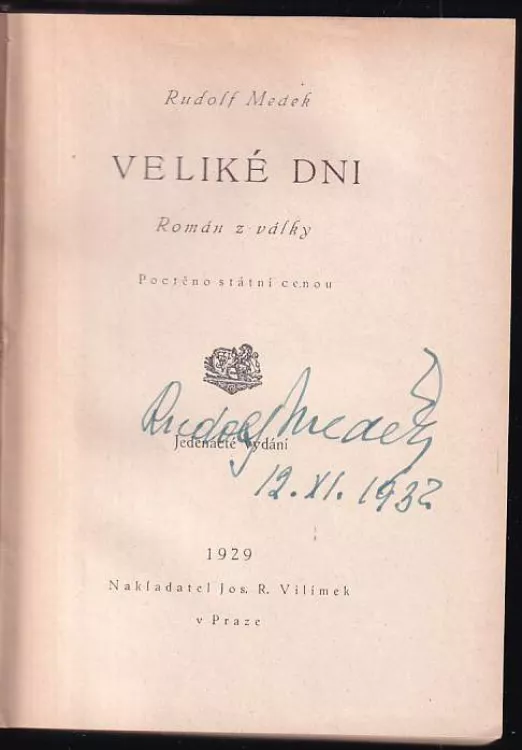 Rudolf Medek
VELIKÉ DNI
Román z války
Poctěno státní cenou
Rudolf Medek
Jedenácté vydání
12. XI. 1932
1929
Nakladatel Jos. R. Vilímek
v Praze